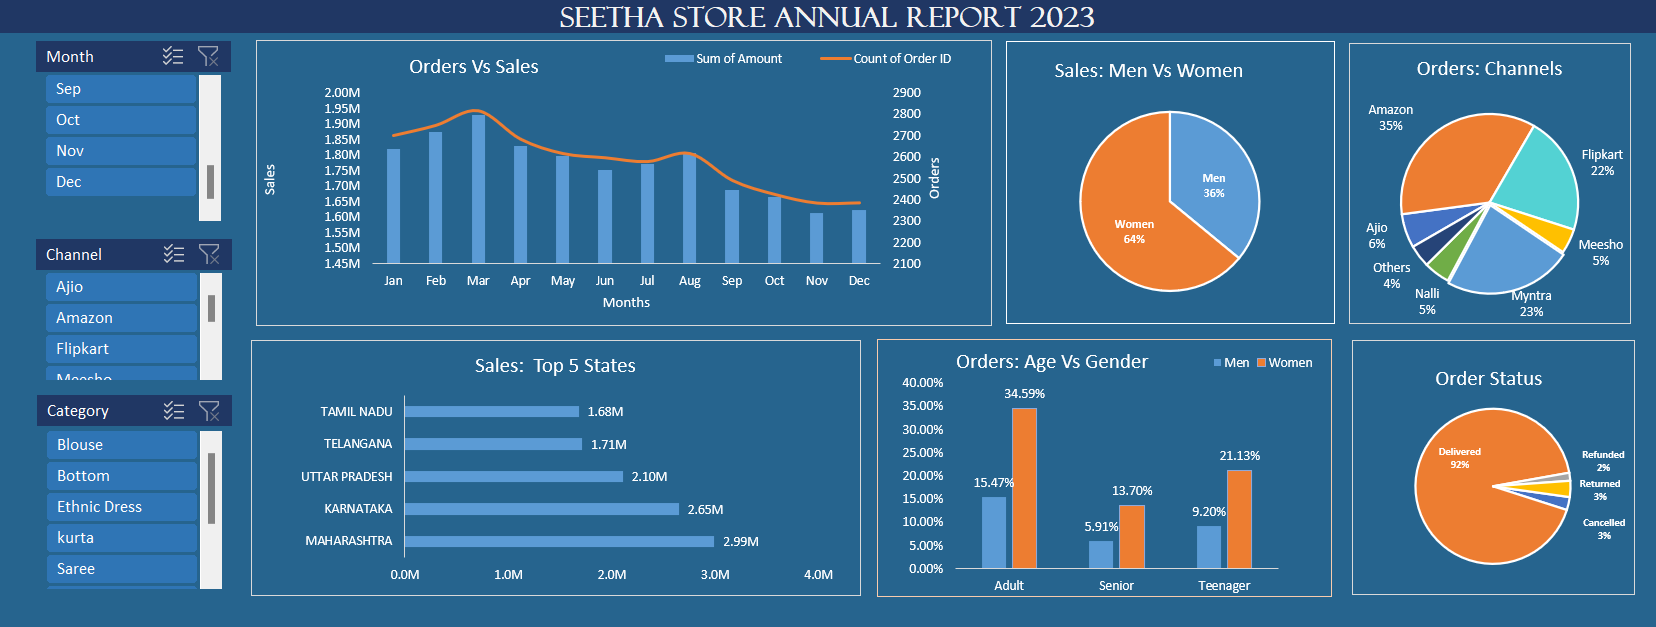 SEETHA STORE ANNUAL REPORT 2023
Month
Sep
Oct
Nov
Dec
Channel
Ajio
Amazon
Flipkart
Meesho
Category
Blouse
Bottom
Ethnic Dress
kurta
Saree
Orders Vs Sales
Sum of Amount
Count of Order ID
2.00M
1.95M
1.90M
1.85M
1.80M
1.75M
1.70M
1.65M
1.60M
1.55M
1.50M
1.45M
Sales
2900
2800
2700
2600
2500
2400
2300
2200
2100
Orders
Jan Feb Mar Apr May Jun Jul Aug Sep Oct Nov Dec
Months
Sales: Men Vs Women
Men
36%
Women
64%
Orders: Channels
Amazon
35%
Flipkart
22%
Meesho
5%
Myntra
23%
Nalli
5%
Others
4%
Ajio
6%
Sales:  Top 5 States
TAMIL NADU 1.68M
TELANGANA 1.71M
UTTAR PRADESH 2.10M
KARNATAKA 2.65M
MAHARASHTRA 2.99M
0.0M 1.0M 2.0M 3.0M 4.0M
Orders: Age Vs Gender
Men Women
40.00%
35.00%
30.00%
25.00%
20.00%
15.00%
10.00%
5.00%
0.00%
15.47% 34.59%
5.91% 13.70%
9.20% 21.13%
Adult Senior Teenager
Order Status
Delivered
92%
Refunded
2%
Returned
3%
Cancelled
3%